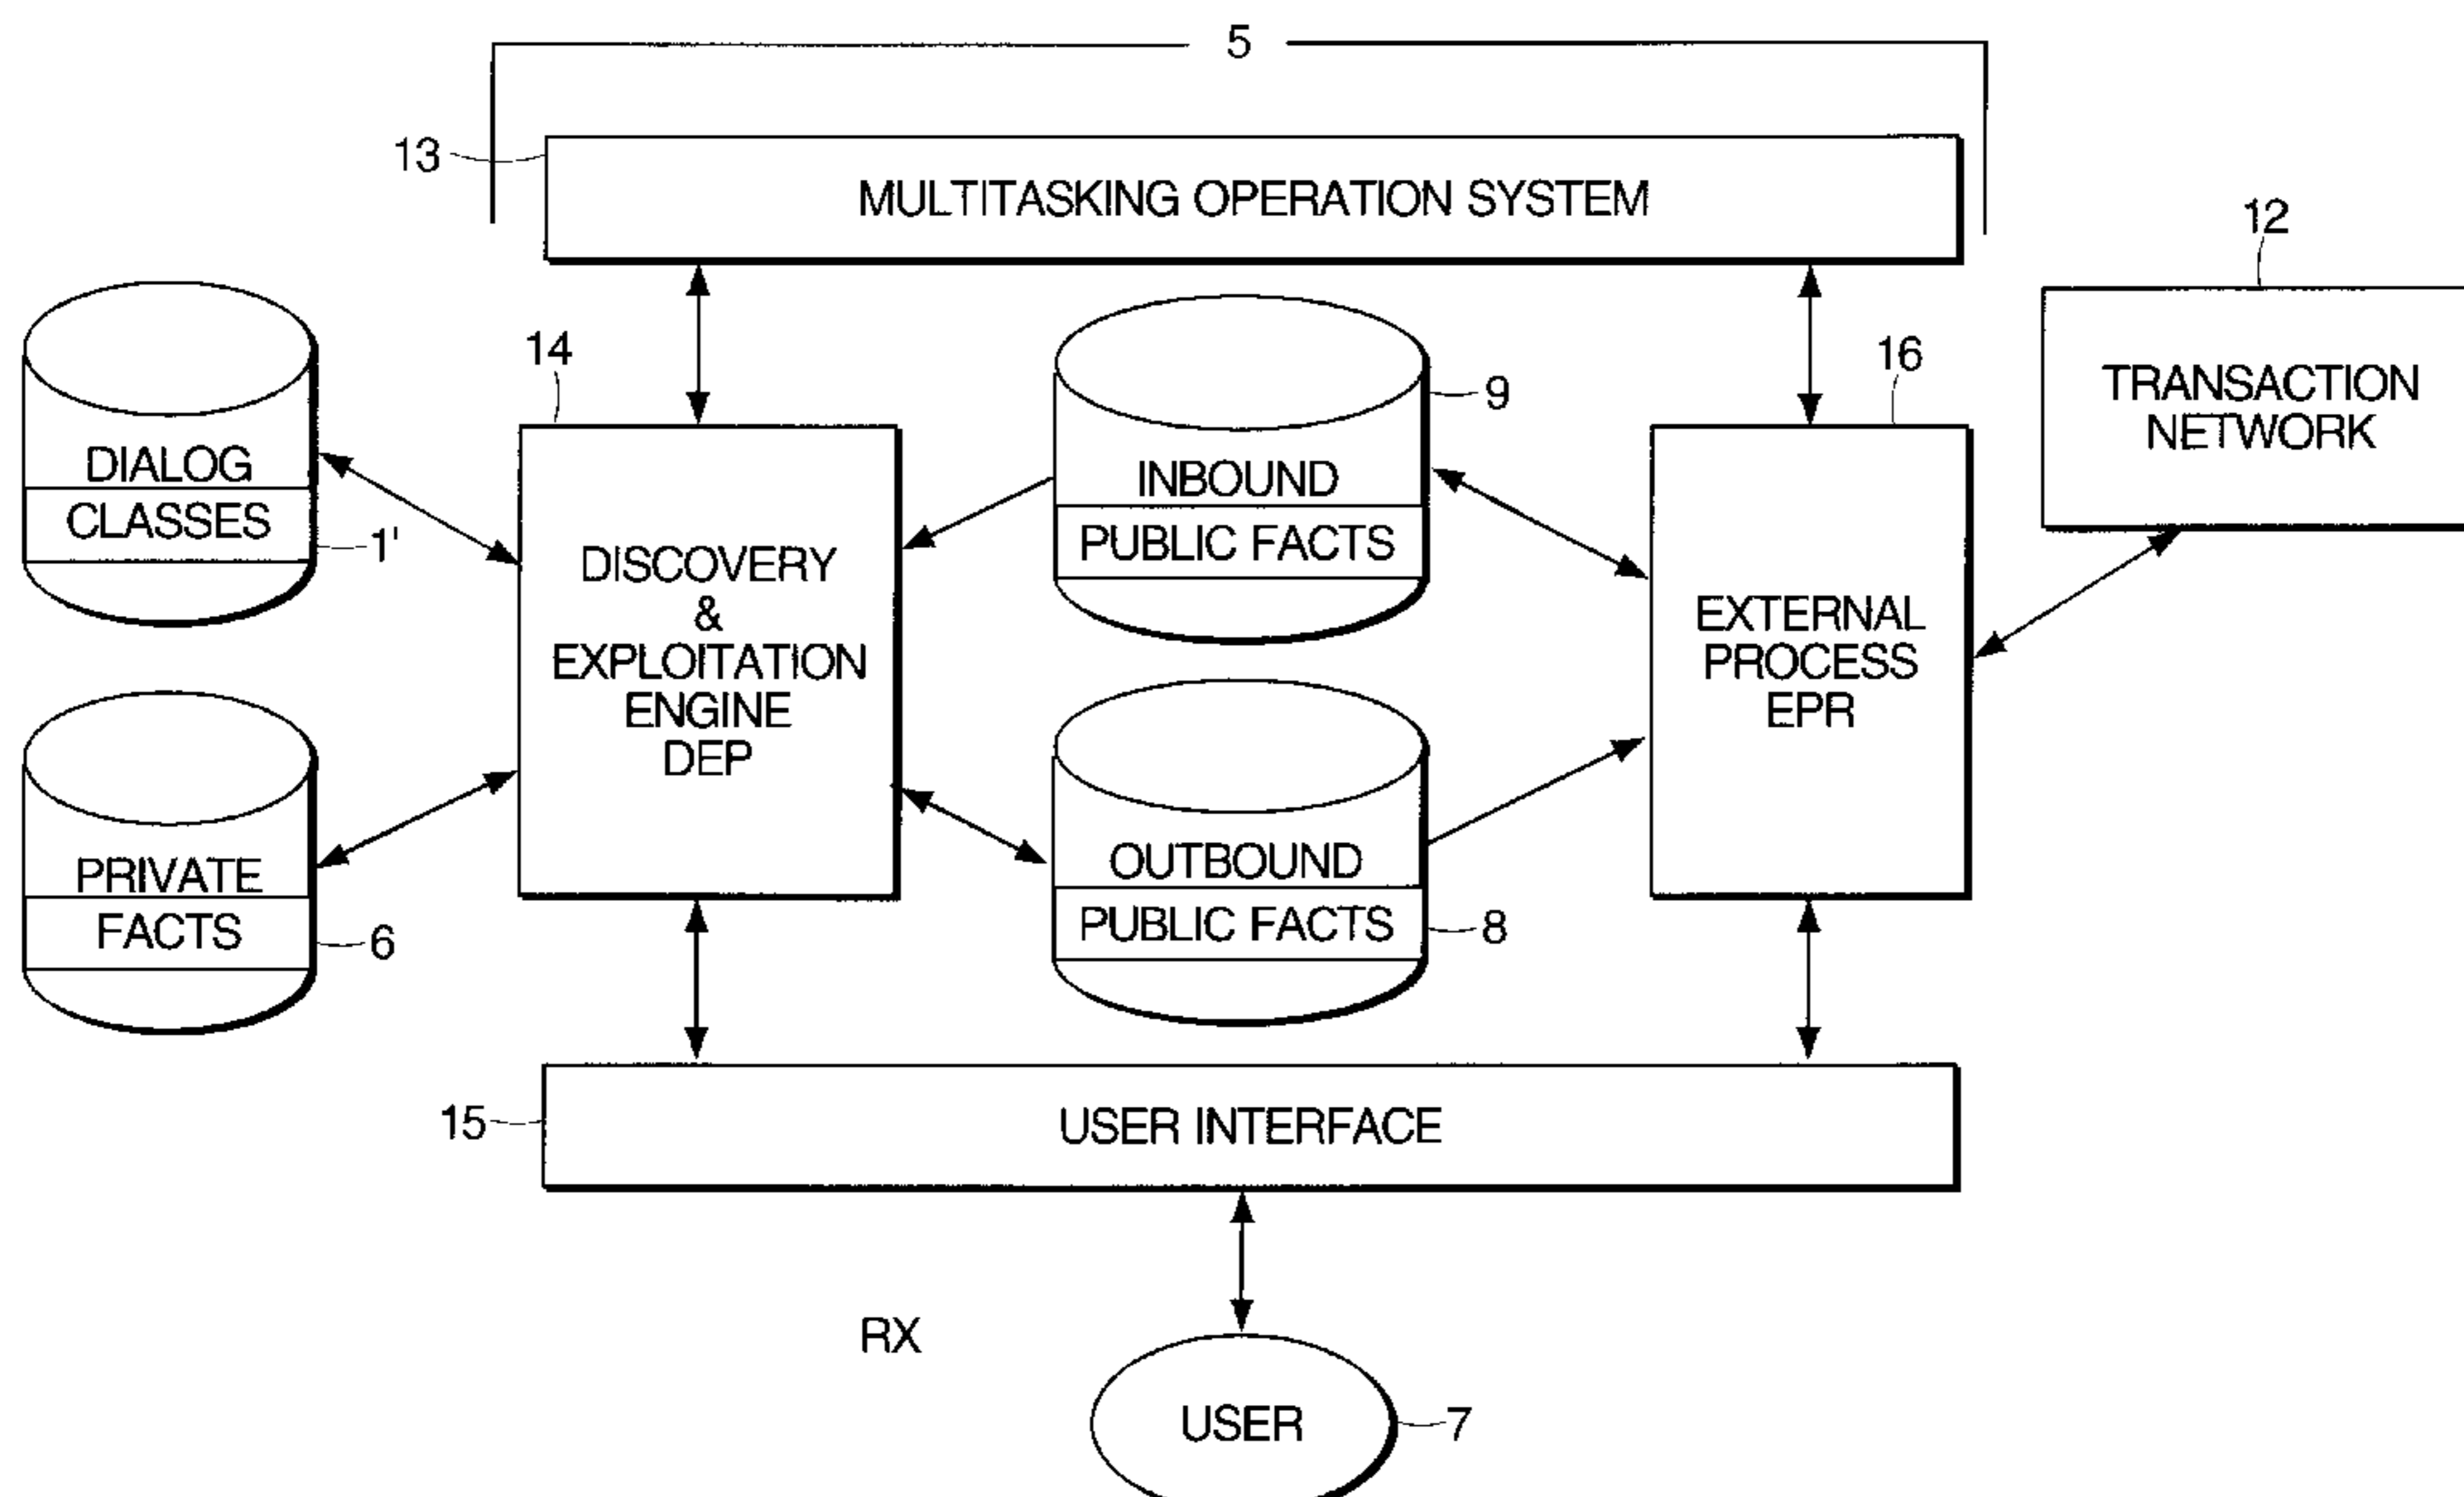 5
13
MULTITASKING OPERATION SYSTEM
12
TRANSACTION
NETWORK
14
9
16
DIALOG
CLASSES
1'
DISCOVERY
&
EXPLOITATION
ENGINE
DEP
INBOUND
PUBLIC FACTS
EXTERNAL
PROCESS
EPR
PRIVATE
FACTS
6
OUTBOUND
PUBLIC FACTS
8
15
USER INTERFACE
RX
USER
7